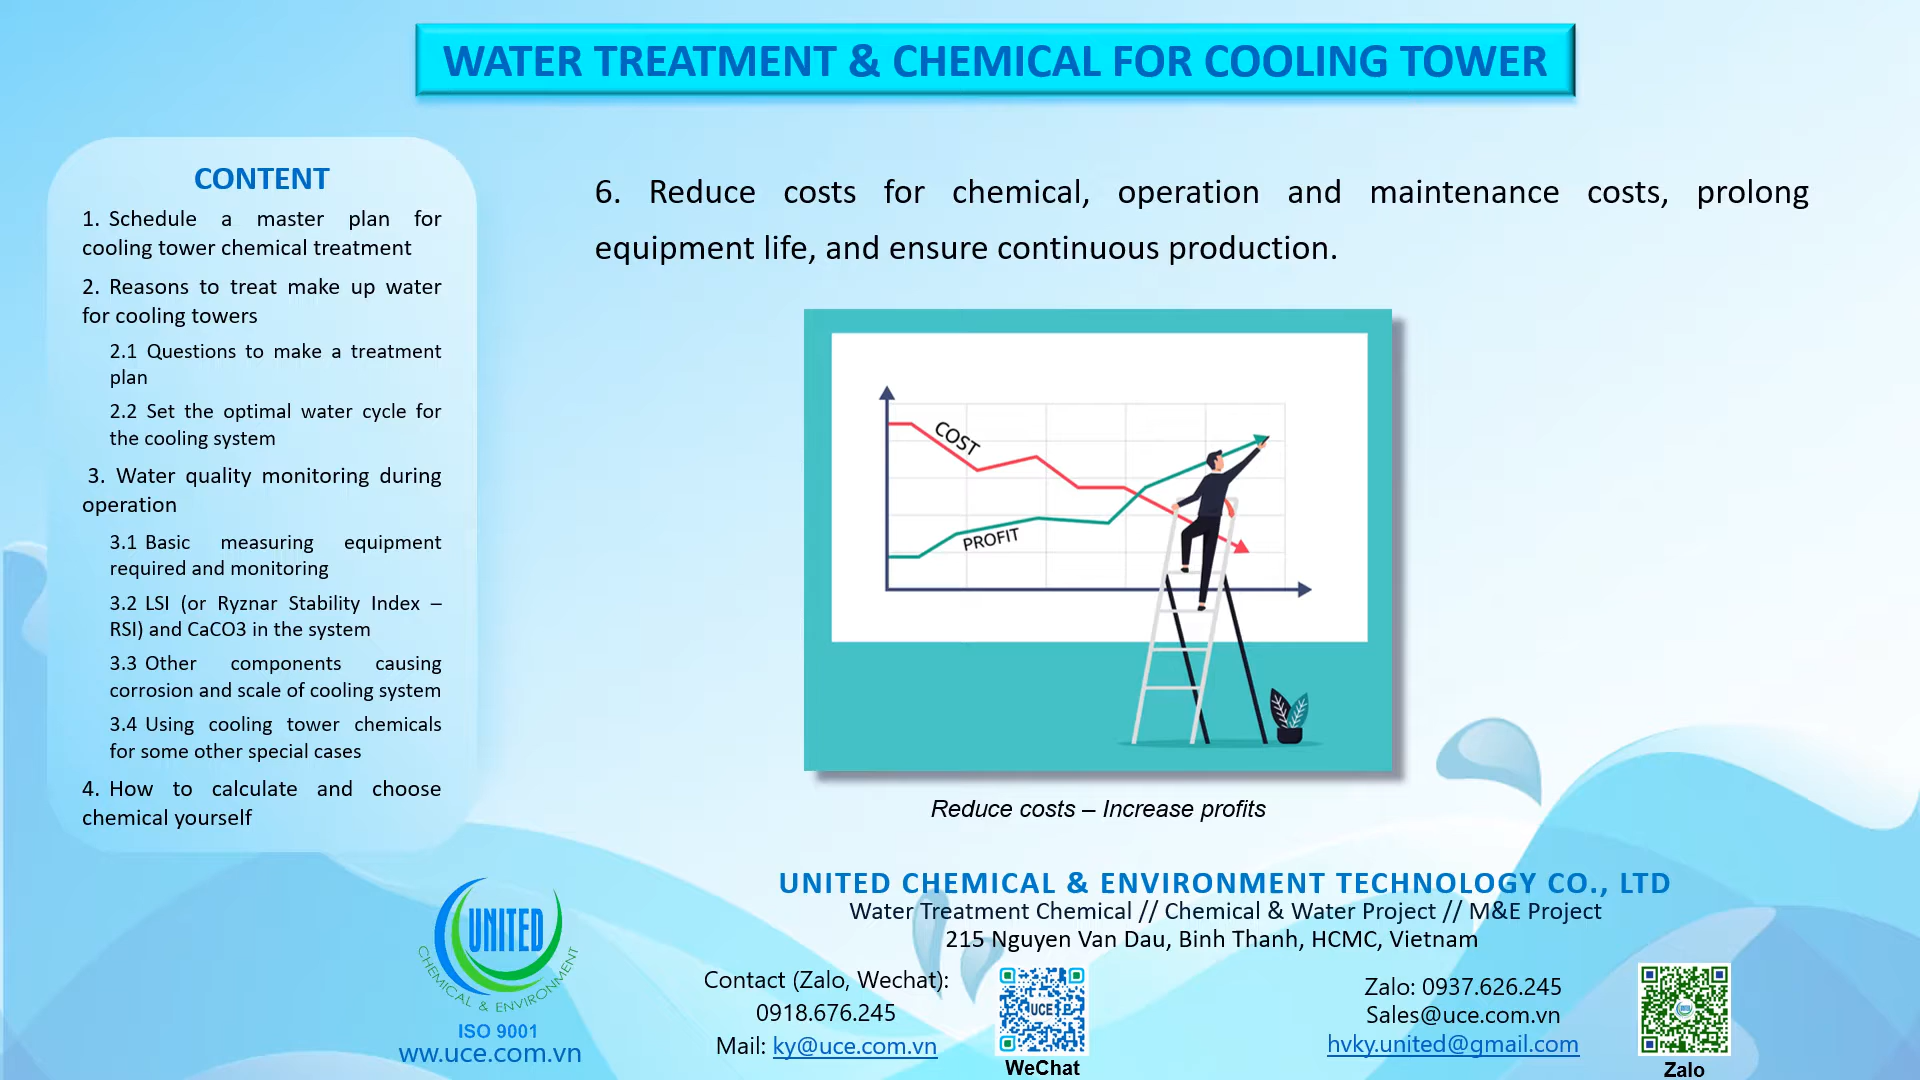 WATER TREATMENT & CHEMICAL FOR COOLING TOWER
CONTENT
1. Schedule a master plan for
cooling tower chemical treatment
2. Reasons to treat make up water
for cooling towers
2.1 Questions to make a treatment
plan
2.2 Set the optimal water cycle for
the cooling system
3. Water quality monitoring during
operation
3.1 Basic measuring equipment
required and monitoring
3.2 LSI (or Ryznar Stability Index –
RSI) and CaCO3 in the system
3.3 Other components causing
corrosion and scale of cooling system
3.4 Using cooling tower chemicals
for some other special cases
4. How to calculate and choose
chemical yourself
6. Reduce costs for chemical, operation and maintenance costs, prolong
equipment life, and ensure continuous production.
COST
PROFIT
Reduce costs – Increase profits
UNITED
CHEMICAL & ENVIRONMENT
ISO 9001
ww.uce.com.vn
UNITED CHEMICAL & ENVIRONMENT TECHNOLOGY CO., LTD
Water Treatment Chemical // Chemical & Water Project // M&E Project
215 Nguyen Van Dau, Binh Thanh, HCMC, Vietnam
Contact (Zalo, Wechat):
0918.676.245
Mail: ky@uce.com.vn
UCE
WeChat
Zalo: 0937.626.245
Sales@uce.com.vn
hvky.united@gmail.com
Zalo